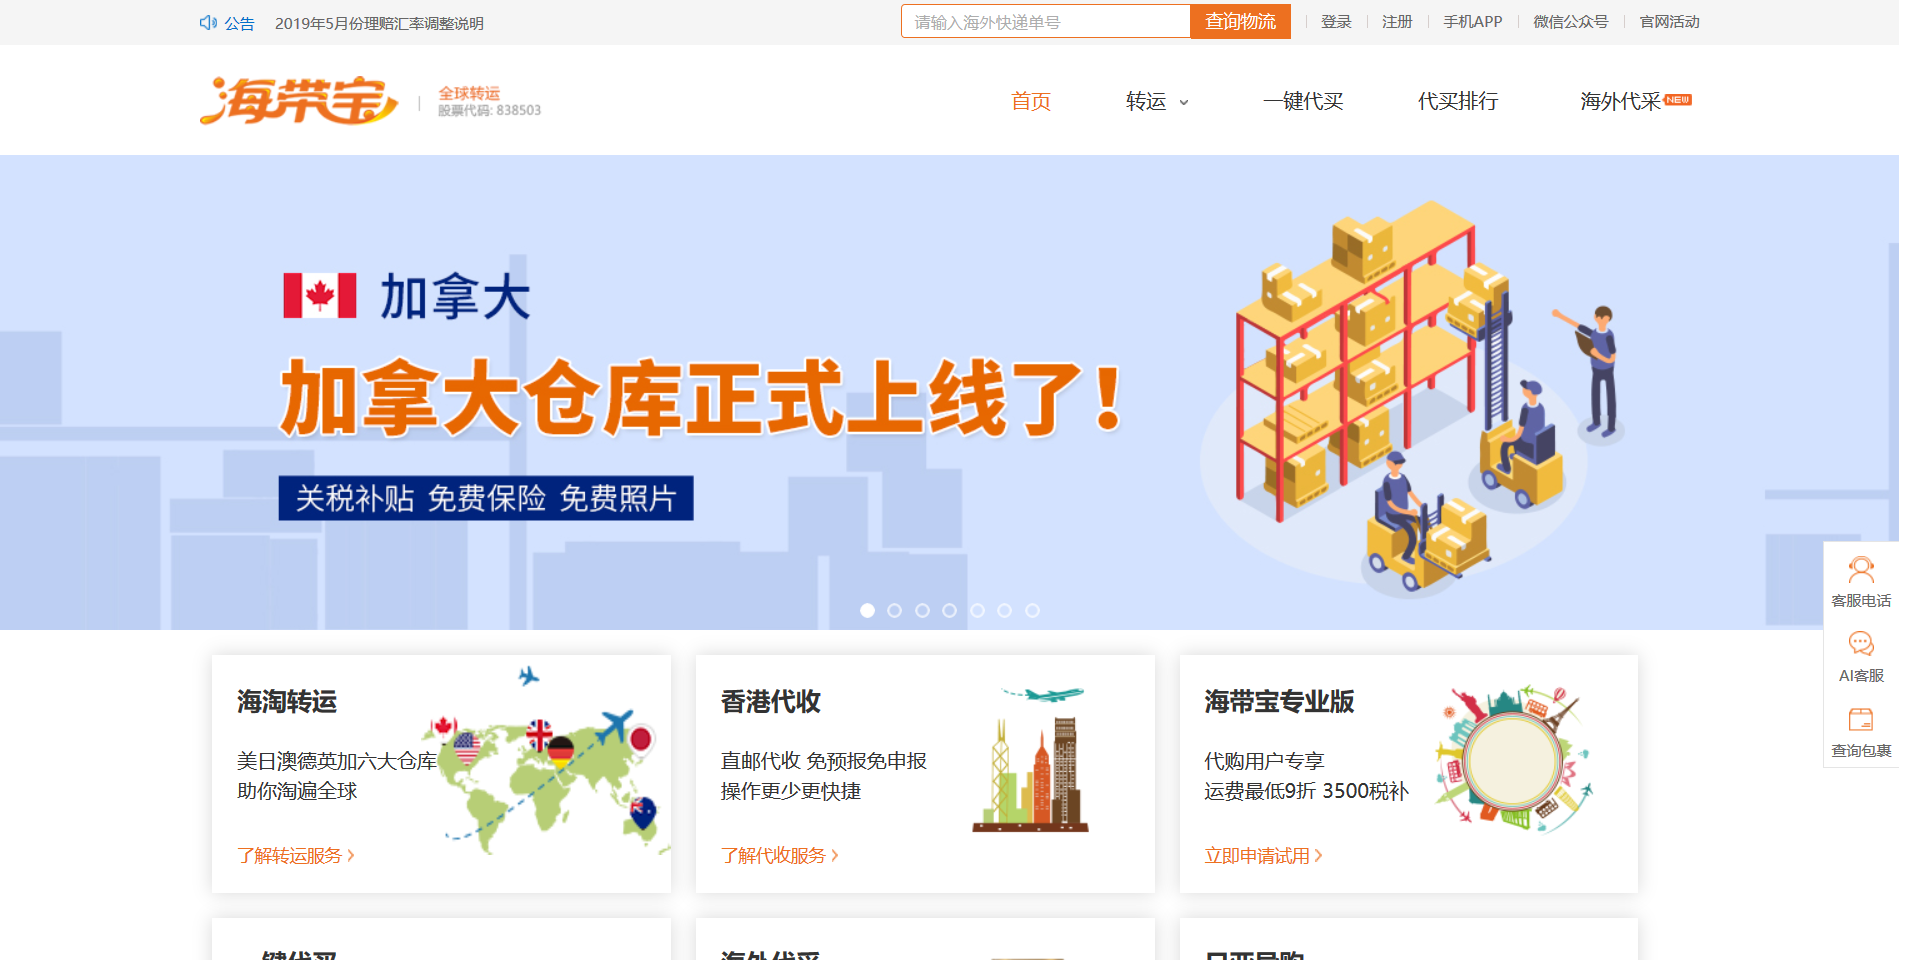 公告 2019年5月份理赔汇率调整说明 请输入海外快递单号 查询物流 登录 注册 手机APP 微信公众号 官网活动
海带宝 全球转运
股票代码: 838503
首页 转运 一键代买 代买排行 海外代采 NEW
加拿大
加拿大仓库正式上线了！
关税补贴 免费保险 免费照片
客服电话
AI客服
查询包裹
海淘转运
美日澳德英加六大仓库
助你淘遍全球
了解转运服务
香港代收
直邮代收 免预报免申报
操作更少更快捷
了解代收服务
海带宝专业版
代购用户专享
运费最低9折 3500税补
立即申请试用
一键代买
海外代采